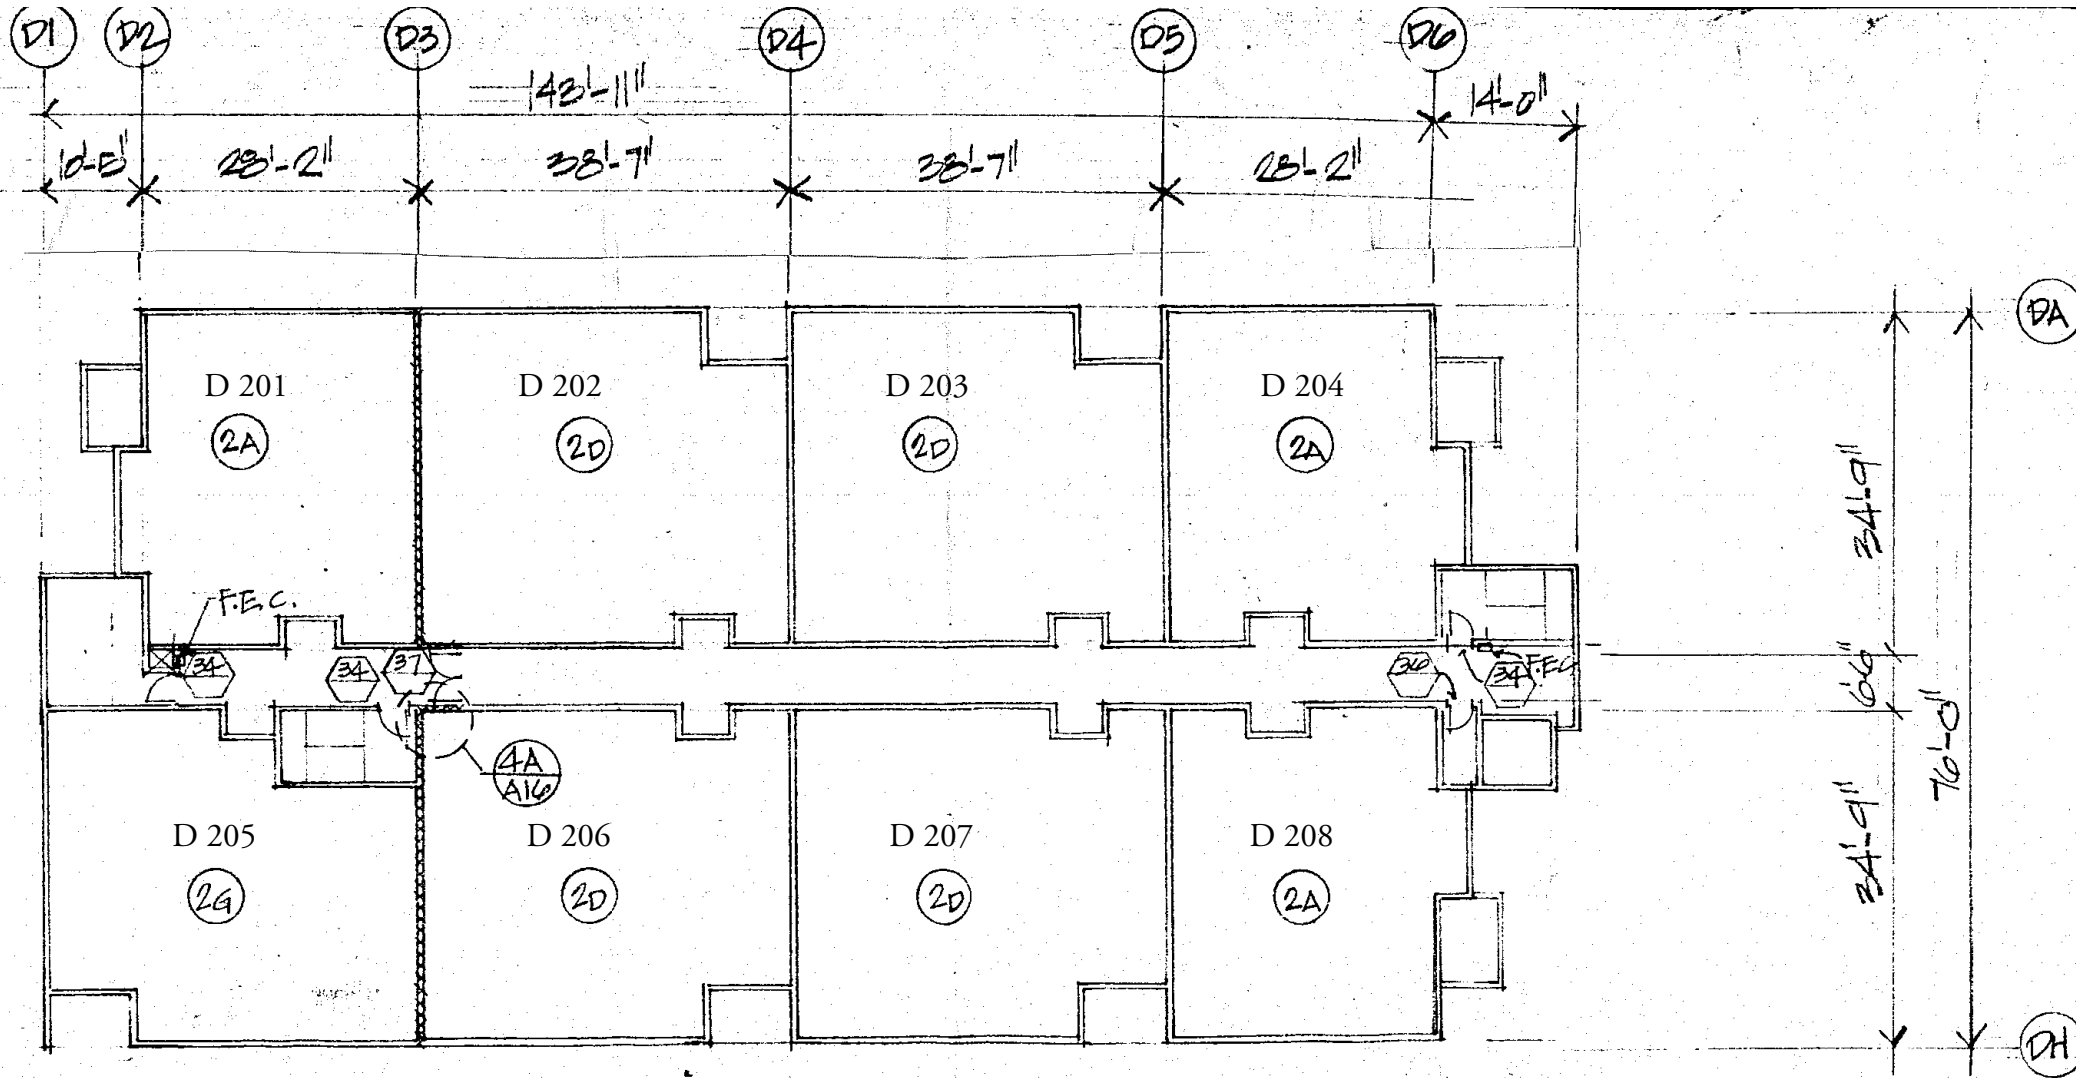 D1 D2 D3 D4 D5 D6
143'-11"
14'-0"
10'-5" 28'-2" 38'-7" 38'-7" 28'-2"
DA
D 201 D 202 D 203 D 204
2A 2D 2D 2A
34'-9"
F.E.C.
34 34 37 36 34 F.E.C.
6'-6"
76'-0"
4A
A16
34'-9"
D 205 D 206 D 207 D 208
2G 2D 2D 2A
DH